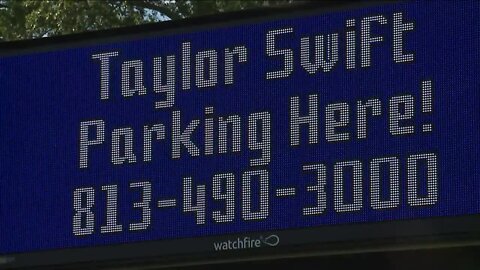 Taylor Swift
Parking Here!
813-490-3000
watchfire